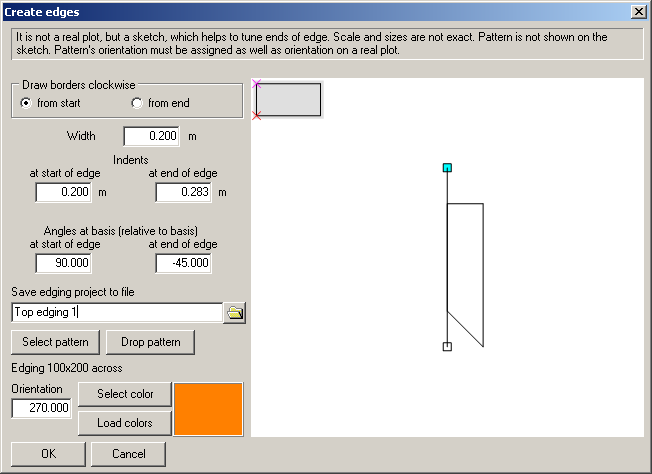 Create edges
It is not a real plot, but a sketch, which helps to tune ends of edge. Scale and sizes are not exact. Pattern is not shown on the
sketch. Pattern's orientation must be assigned as well as orientation on a real plot.
Draw borders clockwise
from start from end
Width 0.200 m
Indents
at start of edge at end of edge
0.200 m 0.283 m
Angles at basis (relative to basis)
at start of edge at end of edge
90.000 -45.000
Save edging project to file
Top edging 1
Select pattern Drop pattern
Edging 100x200 across
Orientation
270.000
Select color
Load colors
OK Cancel